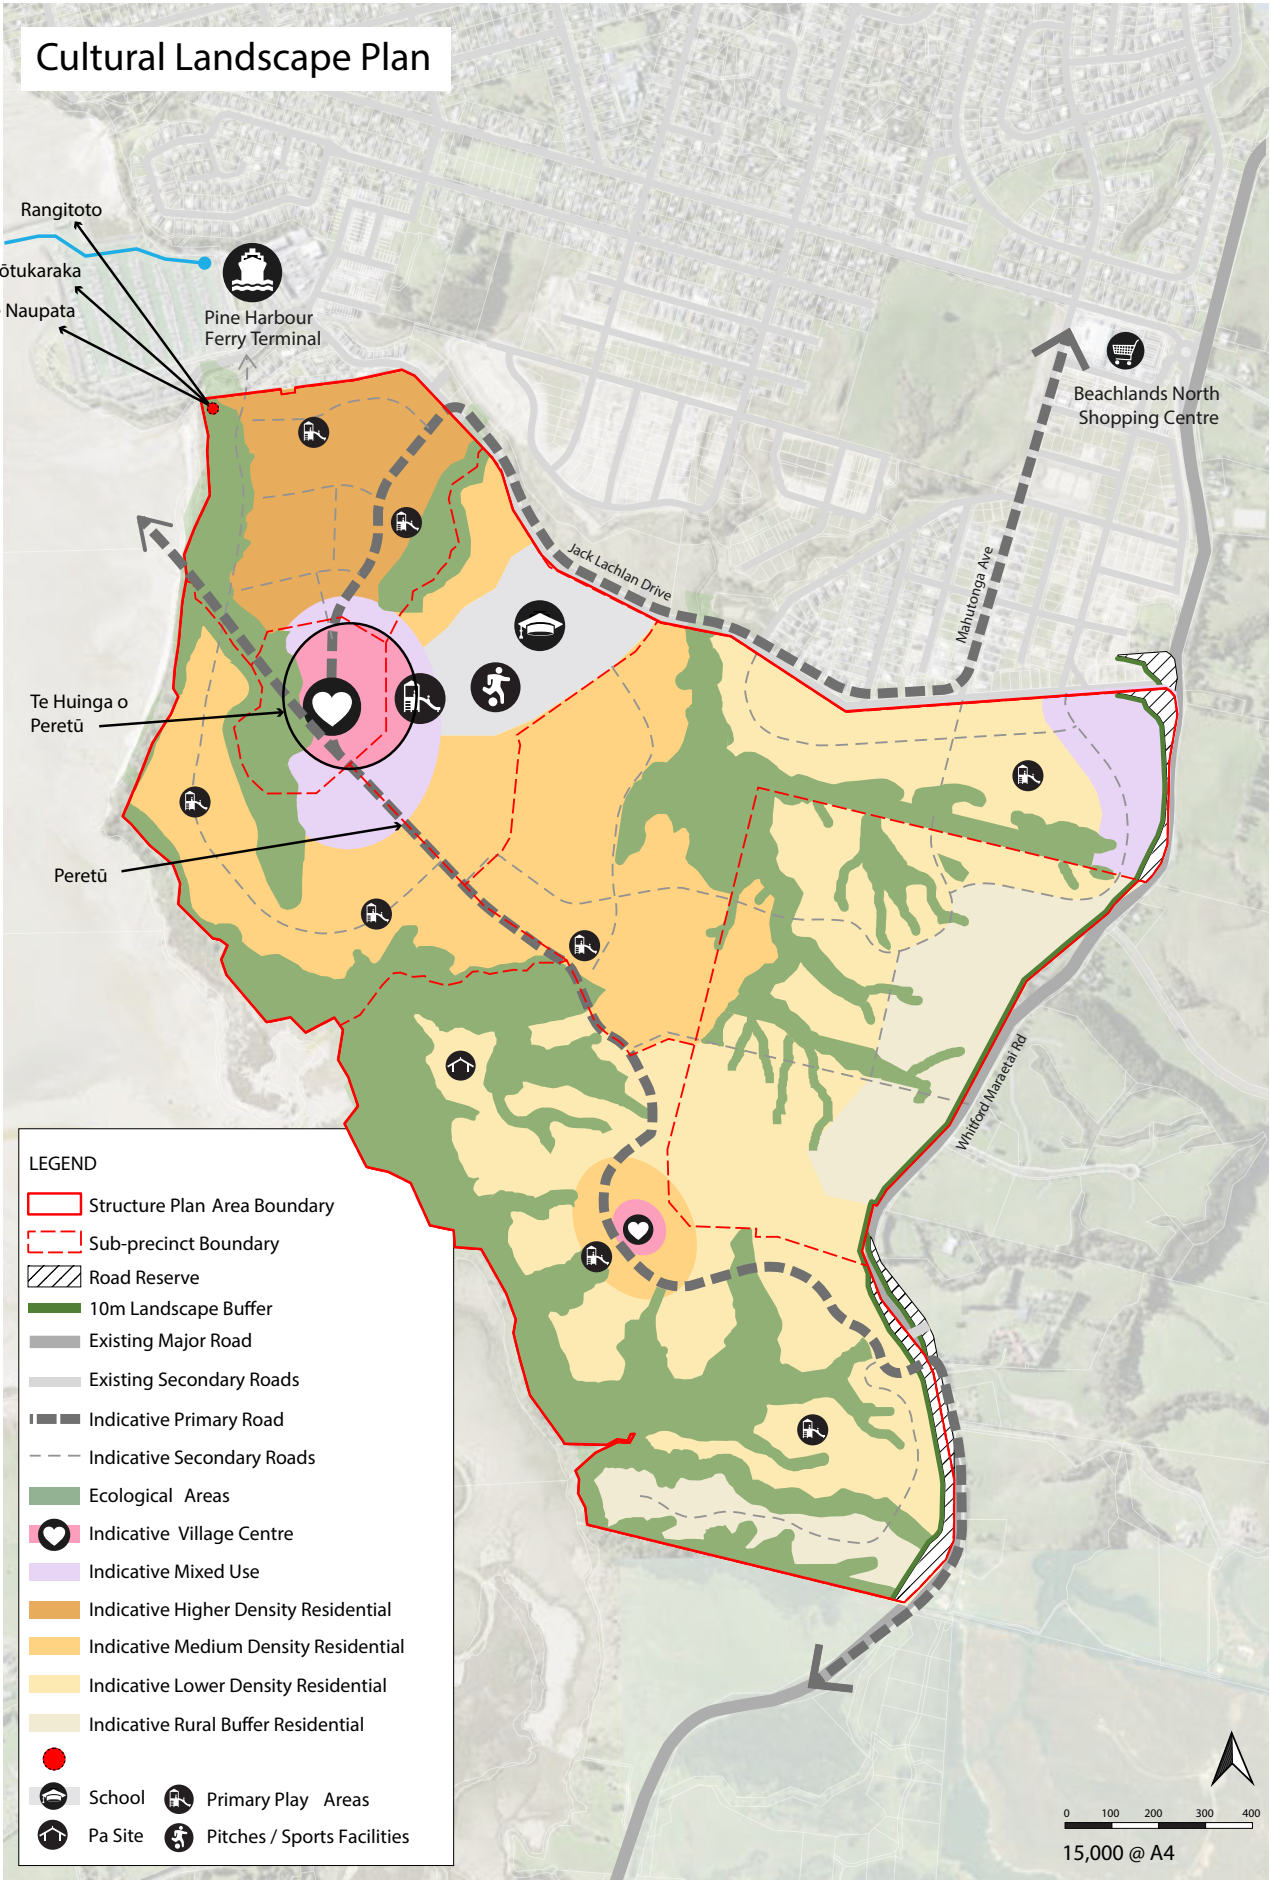 Cultural Landscape Plan
Rangitoto
ōtukaraka
Naupata
Pine Harbour
Ferry Terminal
Beachlands North
Shopping Centre
Jack Lachlan Drive
Mahutonga Ave
Te Huinga o
Peretū
Peretū
Whitford Maraetai Rd
LEGEND
Structure Plan Area Boundary
Sub-precinct Boundary
Road Reserve
10m Landscape Buffer
Existing Major Road
Existing Secondary Roads
Indicative Primary Road
Indicative Secondary Roads
Ecological Areas
Indicative Village Centre
Indicative Mixed Use
Indicative Higher Density Residential
Indicative Medium Density Residential
Indicative Lower Density Residential
Indicative Rural Buffer Residential
School Primary Play Areas
Pa Site Pitches / Sports Facilities
0 100 200 300 400
15,000 @ A4